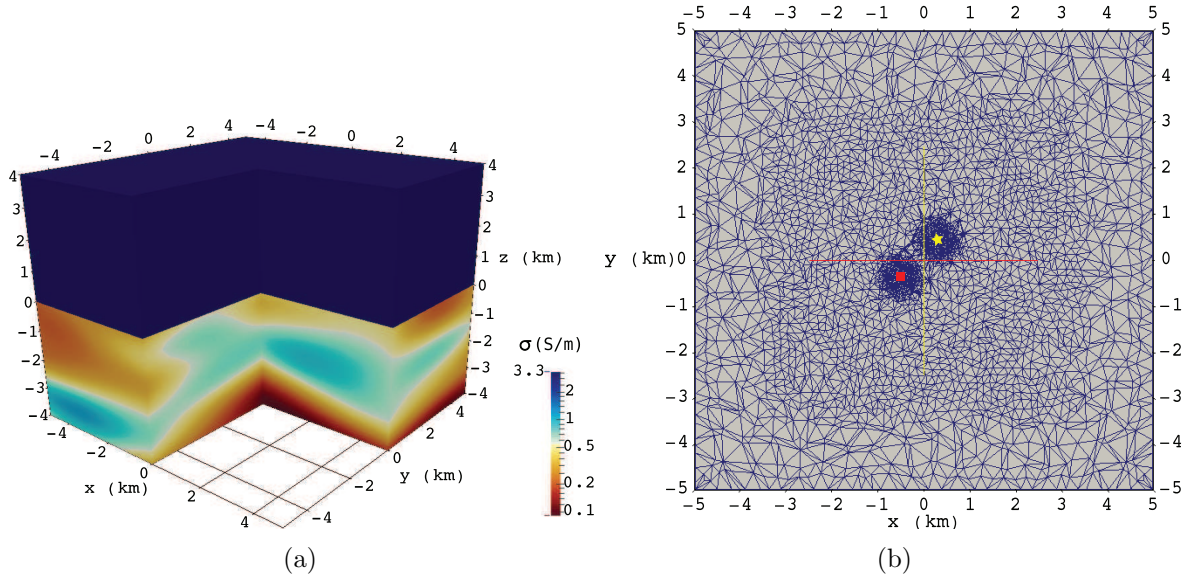 −4 −2 0 2 4 −4 −2 0 2 4
4 3 2 1 0 −1 −2 −3 −4
4 3 2 1 0 −1 −2 −3 −4
z (km)
−4 −2 0 2 4
x (km)
−4 −2 0 2 4
y (km)
σ(S/m)
3.3
2
1
0.5
0.2
0.1
(a)
−5 −4 −3 −2 −1 0 1 2 3 4 5
5 4 3 2 1 0 −1 −2 −3 −4 −5
y (km)
5 4 3 2 1 0 −1 −2 −3 −4 −5
−5 −4 −3 −2 −1 0 1 2 3 4 5
x (km)
(b)